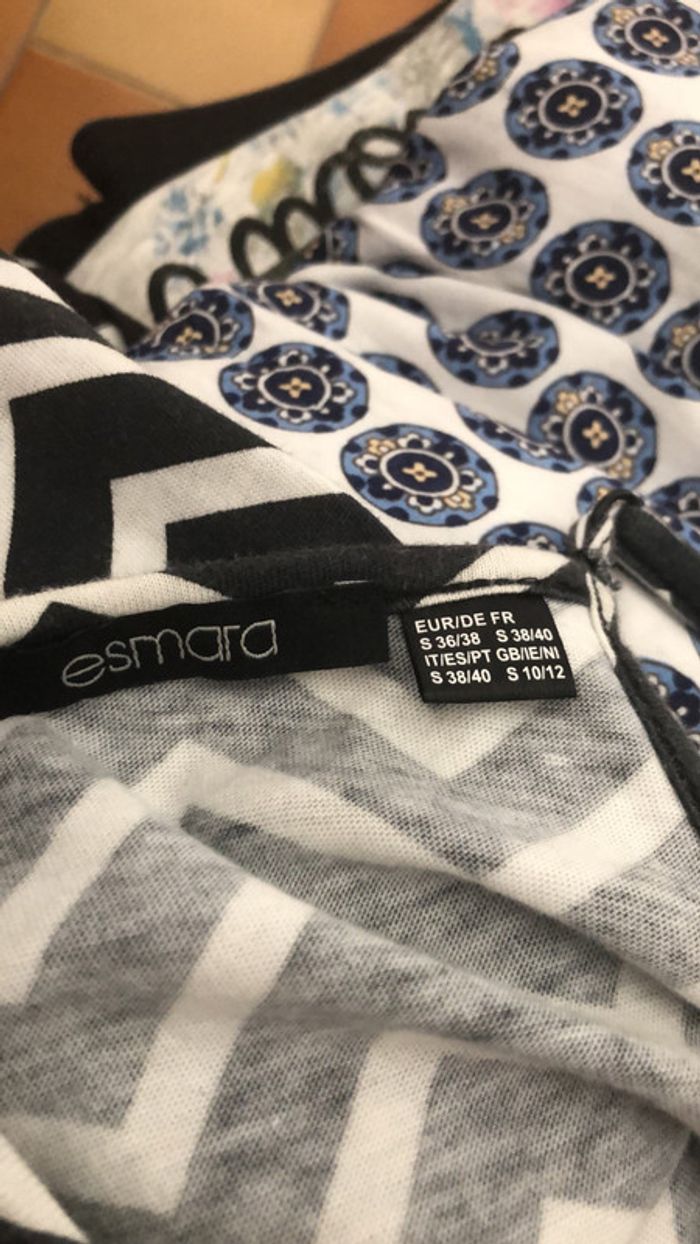 esmara
EUR/DE FR
S 36/38 S 38/40
IT/ES/PT GB/IE/NI
S 38/40 S 10/12